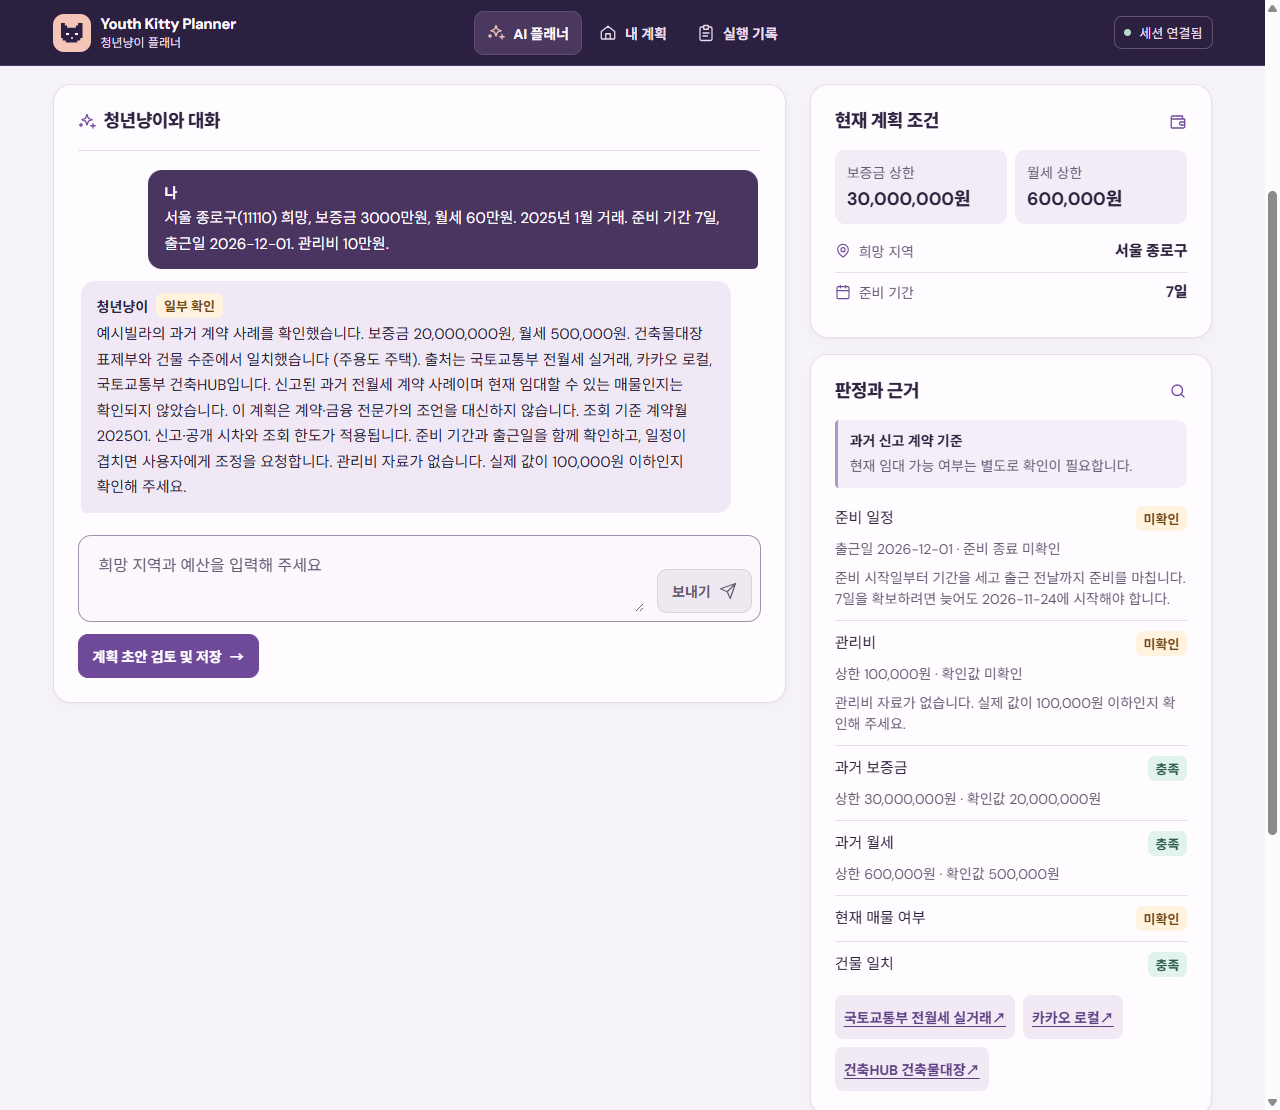 Youth Kitty Planner
청년냥이 플래너
AI 플래너
내 계획
실행 기록
세션 연결됨
청년냥이와 대화
나
서울 종로구(11110) 희망, 보증금 3000만원, 월세 60만원. 2025년 1월 거래. 준비 기간 7일,
출근일 2026-12-01. 관리비 10만원.
청년냥이 일부 확인
예시빌라의 과거 계약 사례를 확인했습니다. 보증금 20,000,000원, 월세 500,000원. 건축물대장
표제부와 건물 수준에서 일치했습니다 (주용도 주택). 출처는 국토교통부 전월세 실거래, 카카오 로컬,
국토교통부 건축HUB입니다. 신고된 과거 전월세 계약 사례이며 현재 임대할 수 있는 매물인지는
확인되지 않았습니다. 이 계획은 계약·금융 전문가의 조언을 대신하지 않습니다. 조회 기준 계약월
202501. 신고·공개 시차와 조회 한도가 적용됩니다. 준비 기간과 출근일을 함께 확인하고, 일정이
겹치면 사용자에게 조정을 요청합니다. 관리비 자료가 없습니다. 실제 값이 100,000원 이하인지
확인해 주세요.
희망 지역과 예산을 입력해 주세요
보내기
계획 초안 검토 및 저장 →
현재 계획 조건
보증금 상한
30,000,000원
월세 상한
600,000원
희망 지역
서울 종로구
준비 기간
7일
판정과 근거
과거 신고 계약 기준
현재 임대 가능 여부는 별도로 확인이 필요합니다.
준비 일정
미확인
출근일 2026-12-01 · 준비 종료 미확인
준비 시작일부터 기간을 세고 출근 전날까지 준비를 마칩니다.
7일을 확보하려면 늦어도 2026-11-24에 시작해야 합니다.
관리비
미확인
상한 100,000원 · 확인값 미확인
관리비 자료가 없습니다. 실제 값이 100,000원 이하인지 확
인해 주세요.
과거 보증금
충족
상한 30,000,000원 · 확인값 20,000,000원
과거 월세
충족
상한 600,000원 · 확인값 500,000원
현재 매물 여부
미확인
건물 일치
충족
국토교통부 전월세 실거래↗
카카오 로컬↗
건축HUB 건축물대장↗